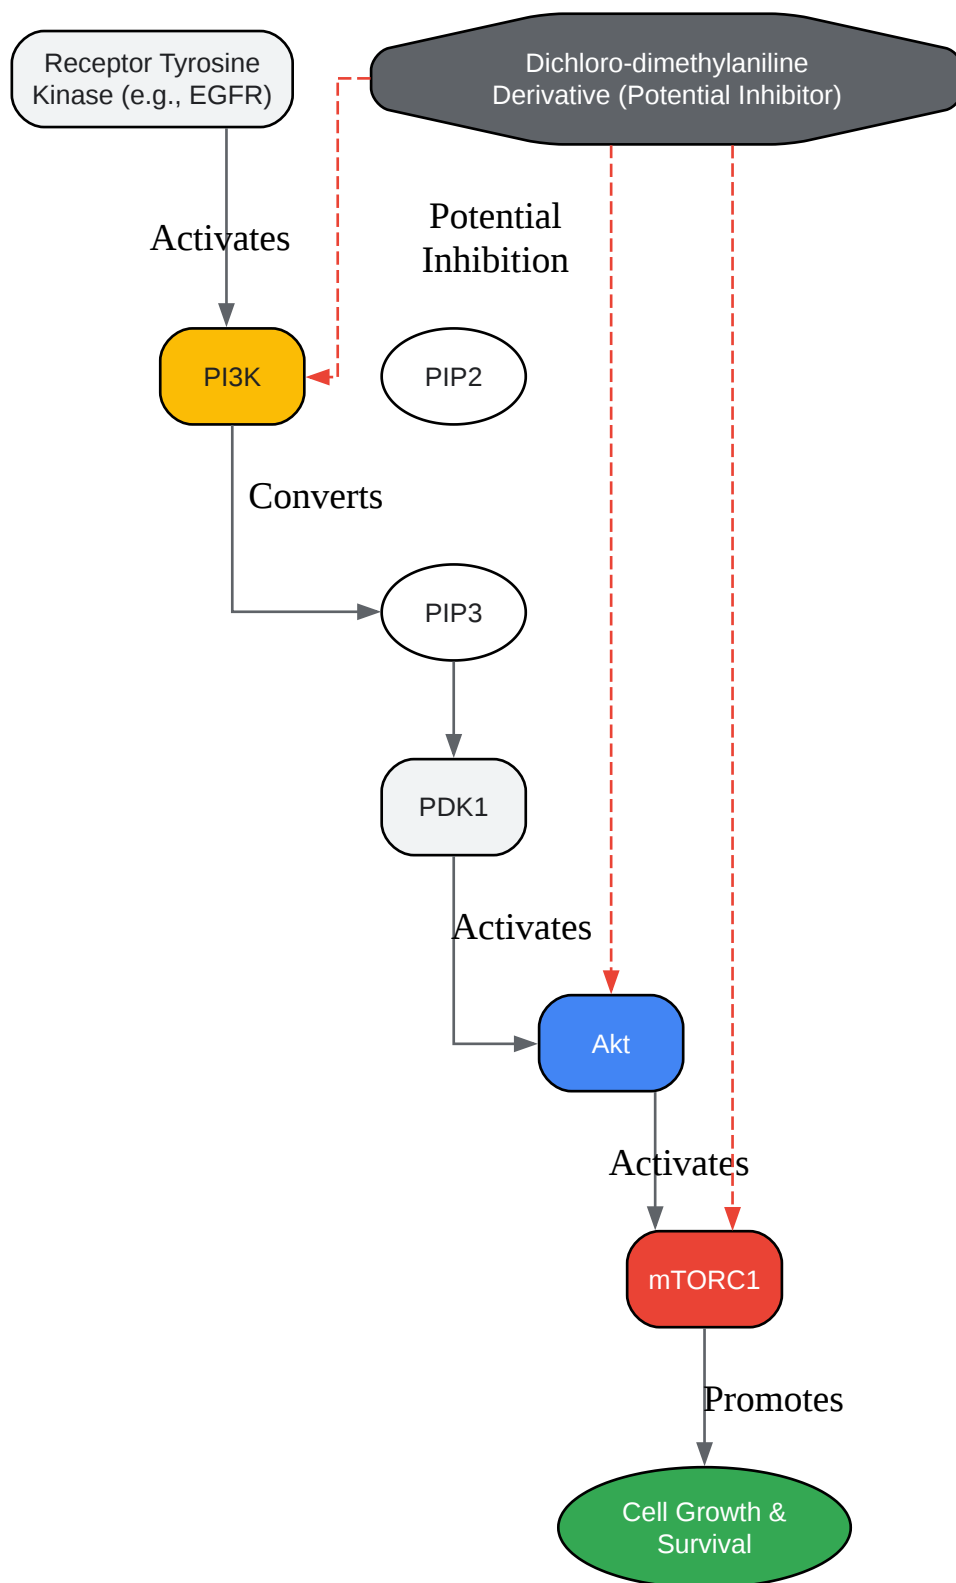 Receptor Tyrosine
Kinase (e.g., EGFR)
Dichloro-dimethylaniline
Derivative (Potential Inhibitor)
Activates
Potential
Inhibition
PI3K
PIP2
Converts
PIP3
PDK1
Activates
Akt
Activates
mTORC1
Promotes
Cell Growth &
Survival